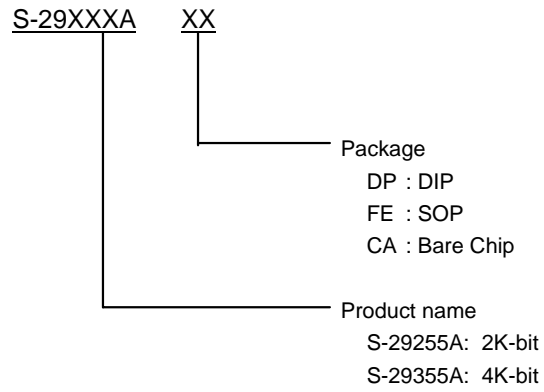 S-29XXXA XX
Package
DP : DIP
FE : SOP
CA : Bare Chip
Product name
S-29255A: 2K-bit
S-29355A: 4K-bit